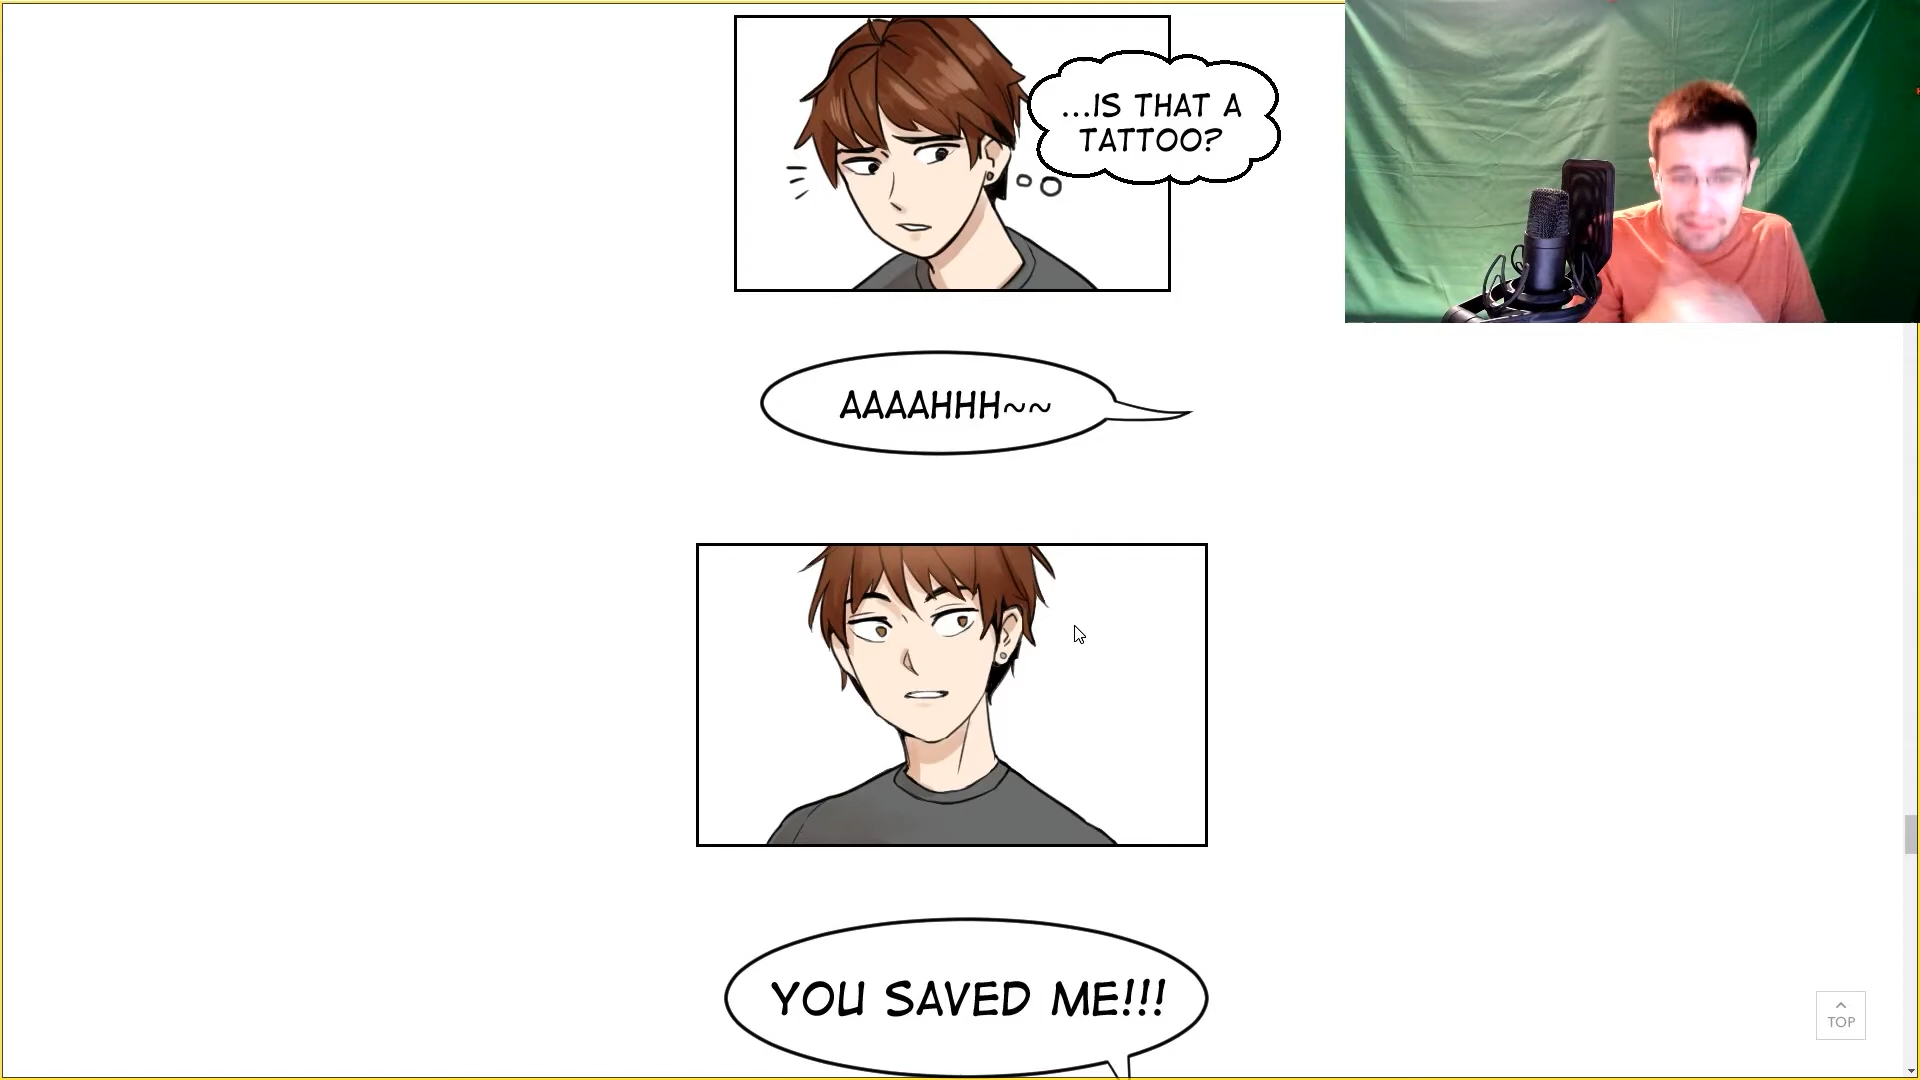 ...IS THAT A
TATTOO?
AAAAHHH~~
YOU SAVED ME!!!
TOP